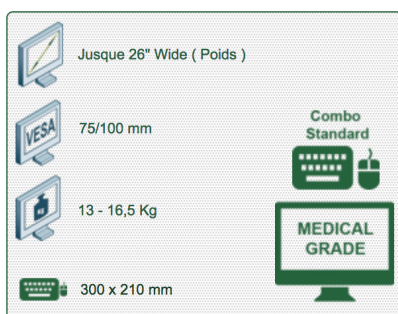 Jusque 26" Wide ( Poids )
VESA
75/100 mm
Combo
Standard
KG
13 - 16,5 Kg
MEDICAL
GRADE
300 x 210 mm